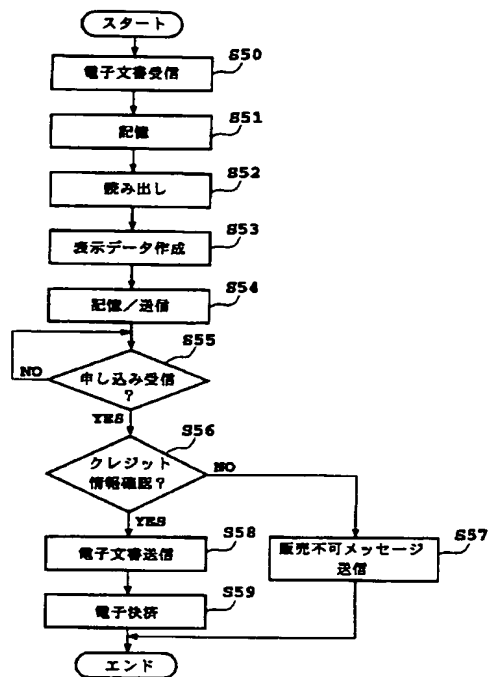 スタート
S50
電子文書受信
S51
記憶
S52
読み出し
S53
表示データ作成
S54
記憶／送信
S55
申し込み受信
？
NO
YES
S56
クレジット
情報確認？
NO
YES
S58
電子文書送信
S57
販売不可メッセージ
送信
S59
電子決済
エンド